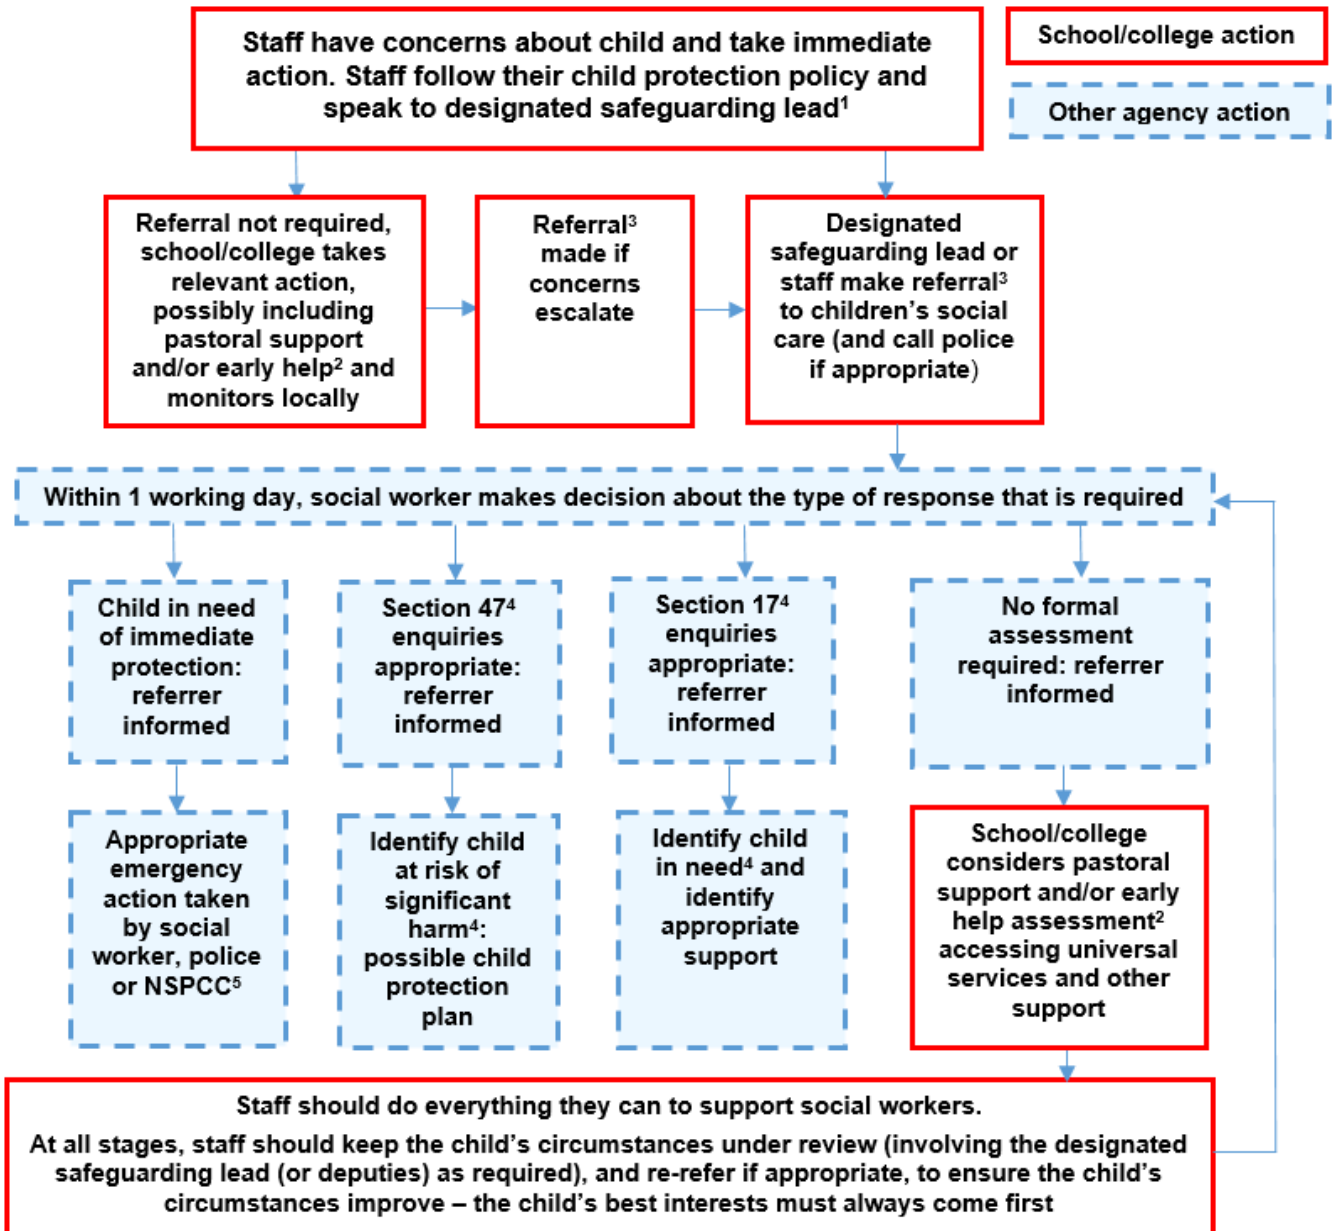 Staff have concerns about child and take immediate
action. Staff follow their child protection policy and
speak to designated safeguarding lead¹
School/college action
Other agency action
Referral not required,
school/college takes
relevant action,
possibly including
pastoral support
and/or early help² and
monitors locally
Referral³
made if
concerns
escalate
Designated
safeguarding lead or
staff make referral³
to children’s social
care (and call police
if appropriate)
Within 1 working day, social worker makes decision about the type of response that is required
Child in need
of immediate
protection:
referrer
informed
Section 47⁴
enquiries
appropriate:
referrer
informed
Section 17⁴
enquiries
appropriate:
referrer
informed
No formal
assessment
required: referrer
informed
Appropriate
emergency
action taken
by social
worker, police
or NSPCC⁵
Identify child
at risk of
significant
harm⁴:
possible child
protection
plan
Identify child
in need⁴ and
identify
appropriate
support
School/college
considers pastoral
support and/or early
help assessment²
accessing universal
services and other
support
Staff should do everything they can to support social workers.
At all stages, staff should keep the child’s circumstances under review (involving the designated
safeguarding lead (or deputies) as required), and re-refer if appropriate, to ensure the child’s
circumstances improve – the child’s best interests must always come first